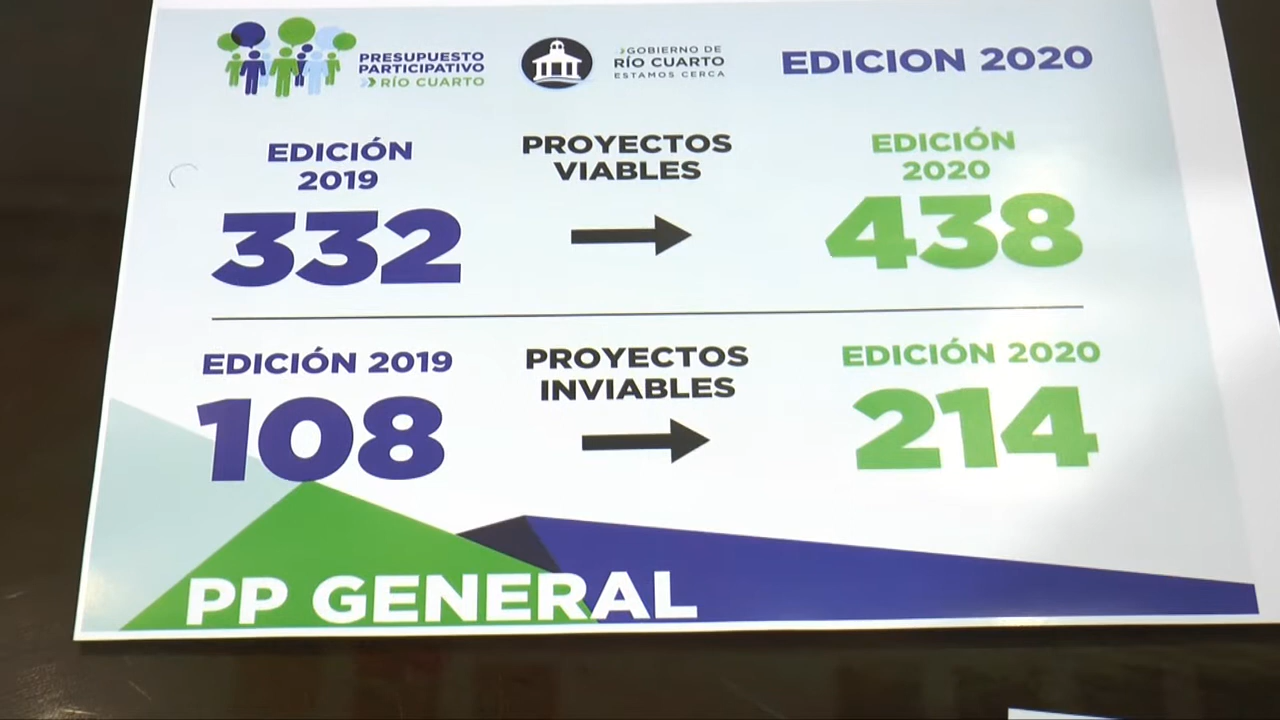 PRESUPUESTO
PARTICIPATIVO
RÍO CUARTO
GOBIERNO DE
RÍO CUARTO
ESTAMOS CERCA
EDICION 2020
EDICIÓN
2019
332
PROYECTOS
VIABLES
EDICIÓN
2020
438
EDICIÓN 2019
108
PROYECTOS
INVIABLES
EDICIÓN 2020
214
PP GENERAL